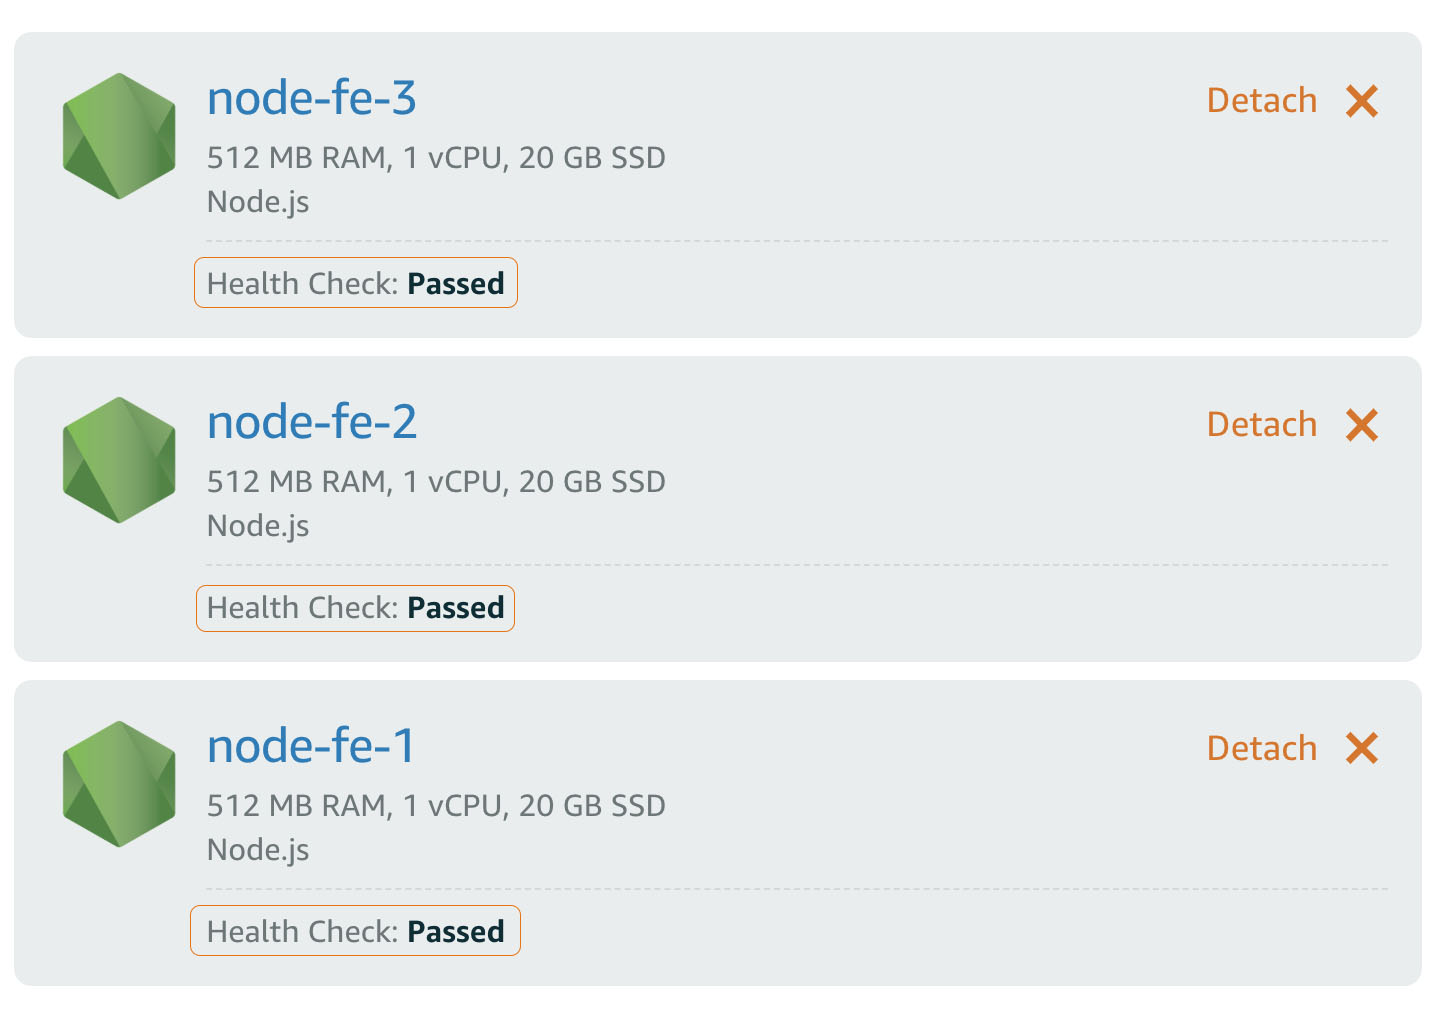 node-fe-3
Detach
512 MB RAM, 1 vCPU, 20 GB SSD
Node.js
Health Check: Passed
node-fe-2
Detach
512 MB RAM, 1 vCPU, 20 GB SSD
Node.js
Health Check: Passed
node-fe-1
Detach
512 MB RAM, 1 vCPU, 20 GB SSD
Node.js
Health Check: Passed